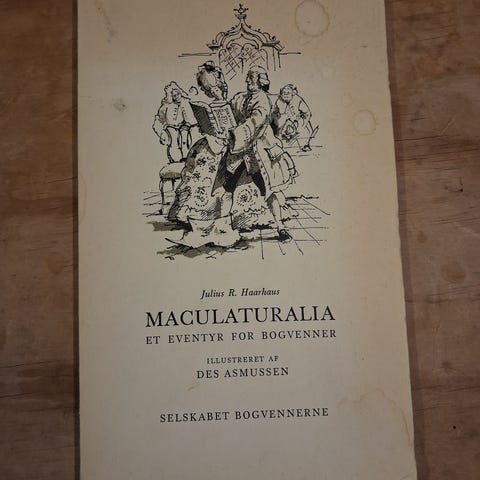 Julius R. Haarhaus
MACULATURALIA
ET EVENTYR FOR BOGVENNER
ILLUSTRERET AF
DES ASMUSSEN
SELSKABET BOGVENNERNE